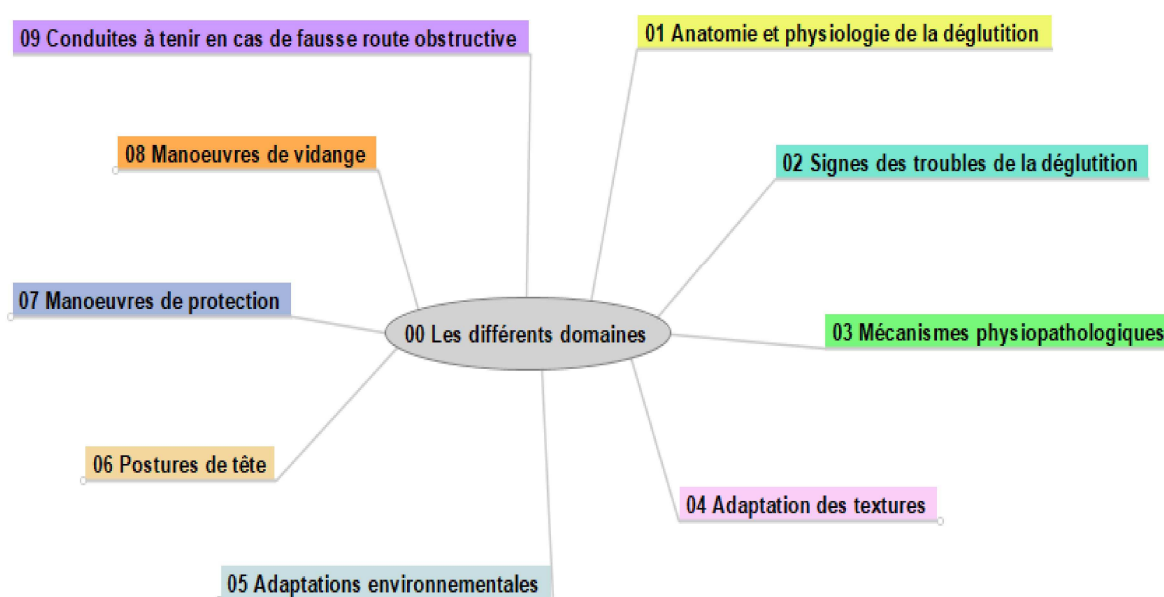 09 Conduites à tenir en cas de fausse route obstructive
01 Anatomie et physiologie de la déglutition
08 Manoeuvres de vidange
02 Signes des troubles de la déglutition
07 Manoeuvres de protection
00 Les différents domaines
03 Mécanismes physiopathologiques
06 Postures de tête
04 Adaptation des textures
05 Adaptations environnementales